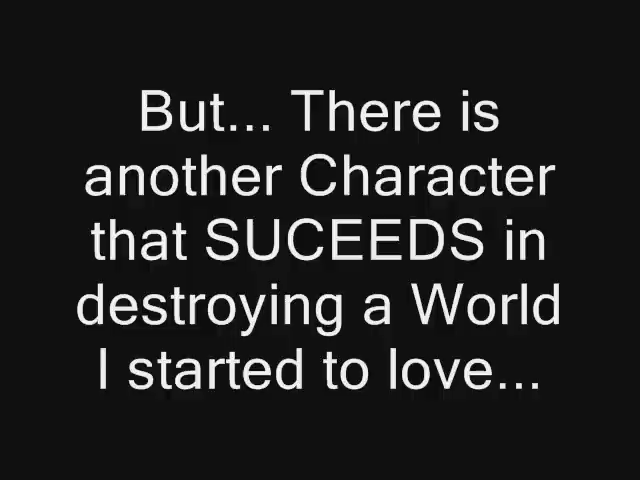 But... There is
another Character
that SUCEEDS in
destroying a World
I started to love...